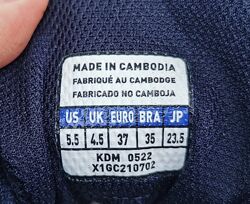 MADE IN CAMBODIA
FABRIQUÉ AU CAMBODGE
FABRICADO NO CAMBOJA
US UK EURO BRA JP
5.5 4.5 37 35 23.5
KDM 0522
X1GC210702